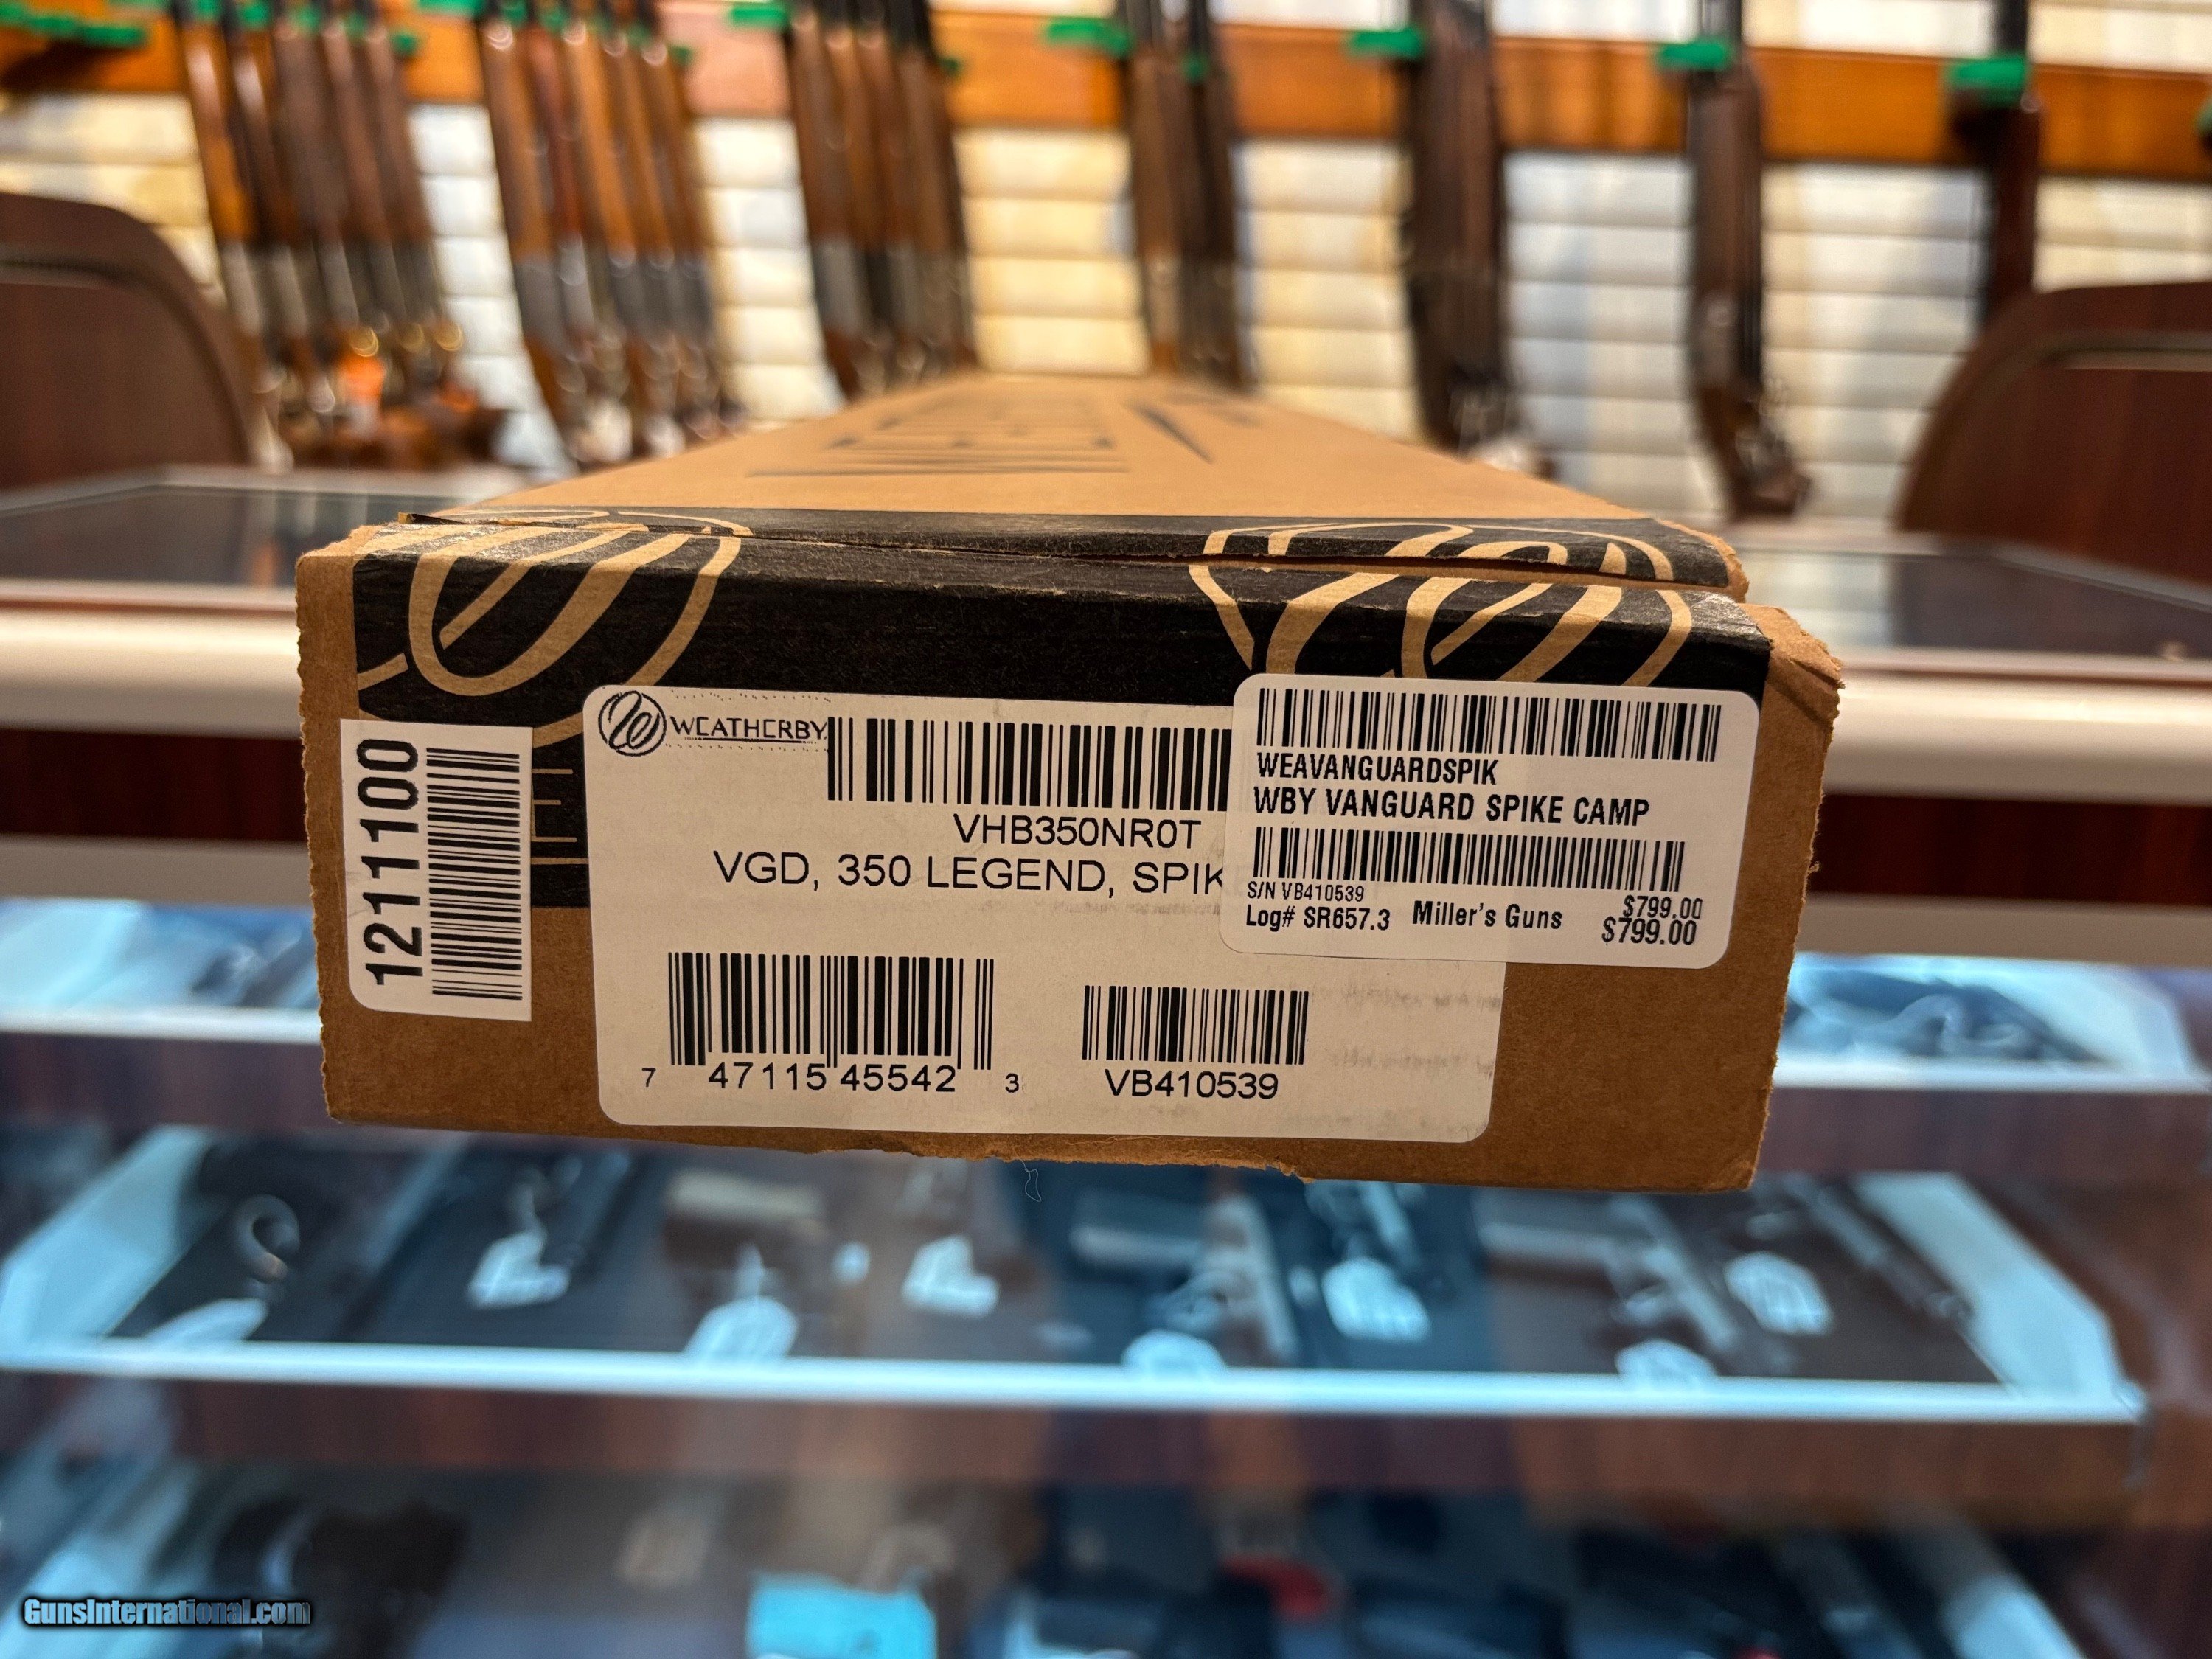 WEATHERBY
VHB350NR0T
VGD, 350 LEGEND, SPIK
7 47115 45542 3
VB410539
1211100
WEAVANGUARDSPIK
WBY VANGUARD SPIKE CAMP
S/N VB410539
$799.00
Log# SR657.3 Miller's Guns $799.00
GunsInternational.com